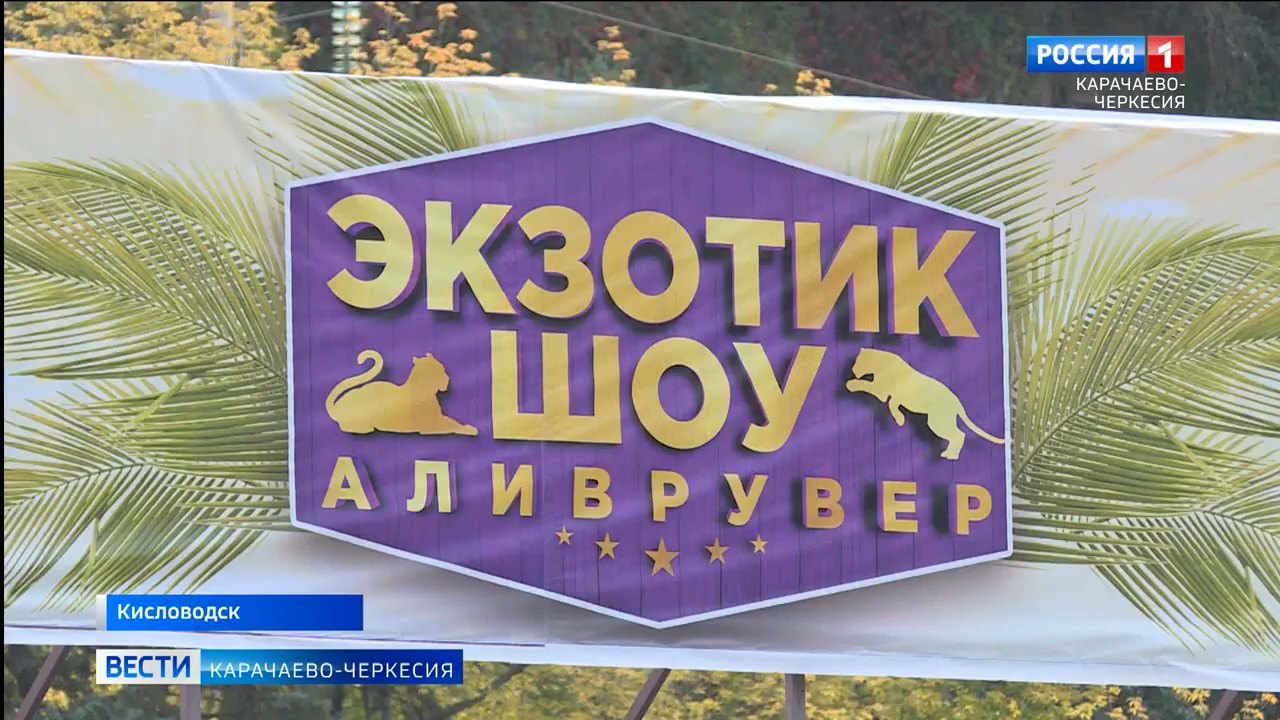 РОССИЯ 1
КАРАЧАЕВО-
ЧЕРКЕСИЯ
ЭКЗОТИК
ШОУ
АЛИВРУВЕР
Кисловодск
ВЕСТИ КАРАЧАЕВО-ЧЕРКЕСИЯ